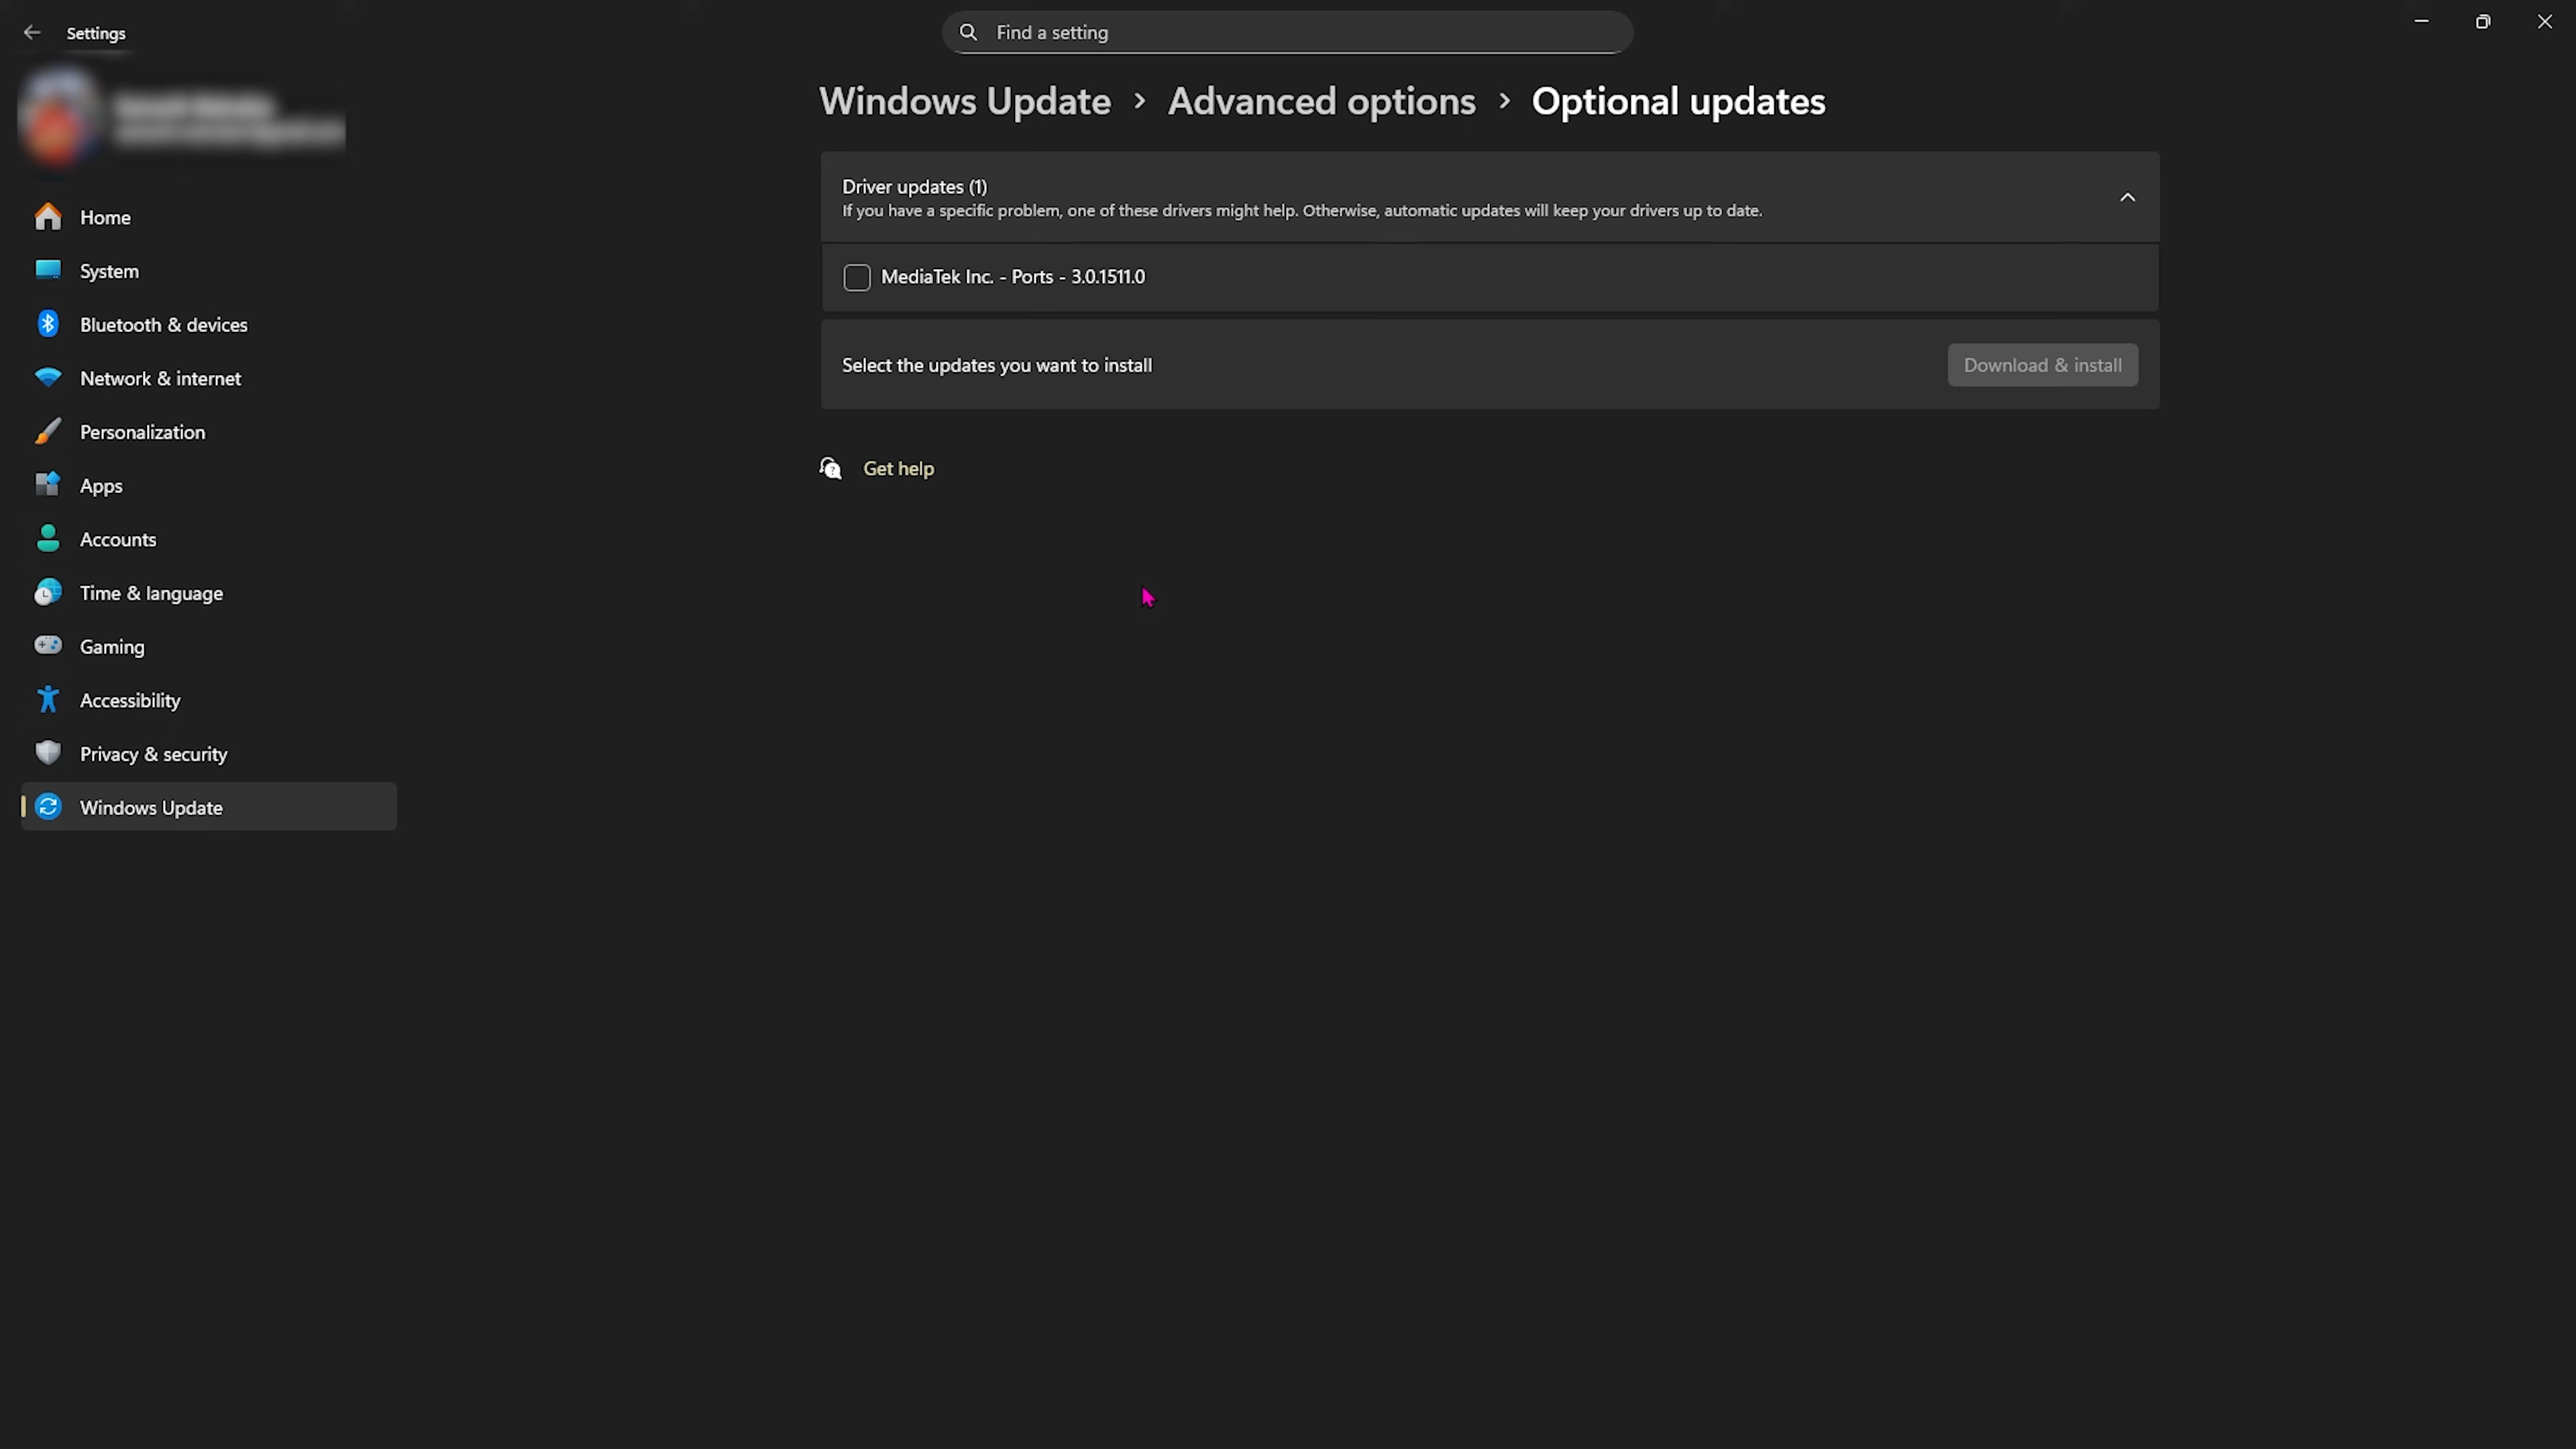 Settings
Find a setting
Home
System
Bluetooth & devices
Network & internet
Personalization
Apps
Accounts
Time & language
Gaming
Accessibility
Privacy & security
Windows Update
Windows Update > Advanced options > Optional updates
Driver updates (1)
If you have a specific problem, one of these drivers might help. Otherwise, automatic updates will keep your drivers up to date.
MediaTek Inc. - Ports - 3.0.1511.0
Select the updates you want to install
Download & install
Get help